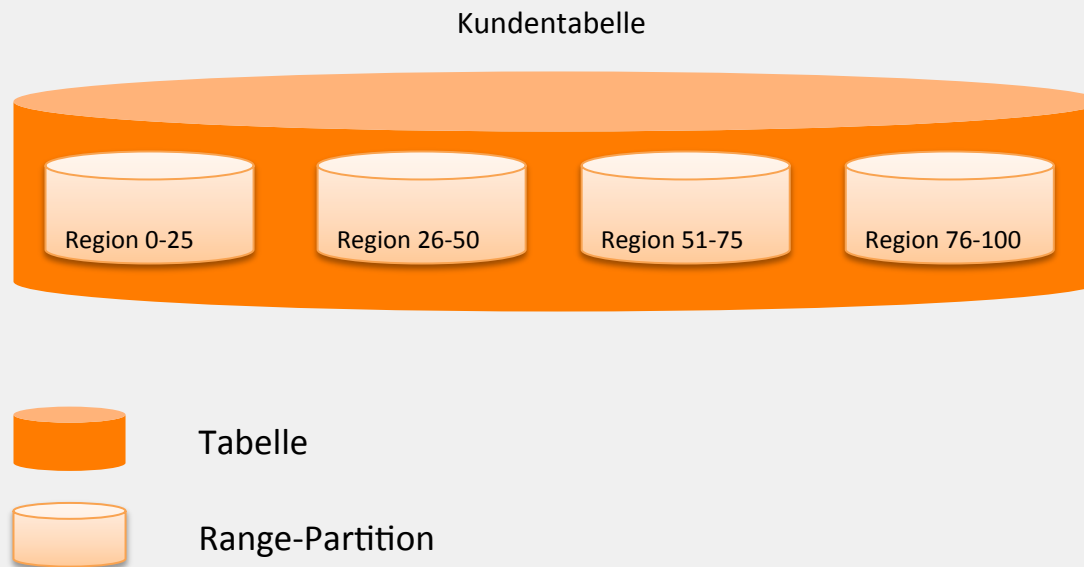 Kundentabelle
Region 0-25
Region 26-50
Region 51-75
Region 76-100
Tabelle
Range-Partition